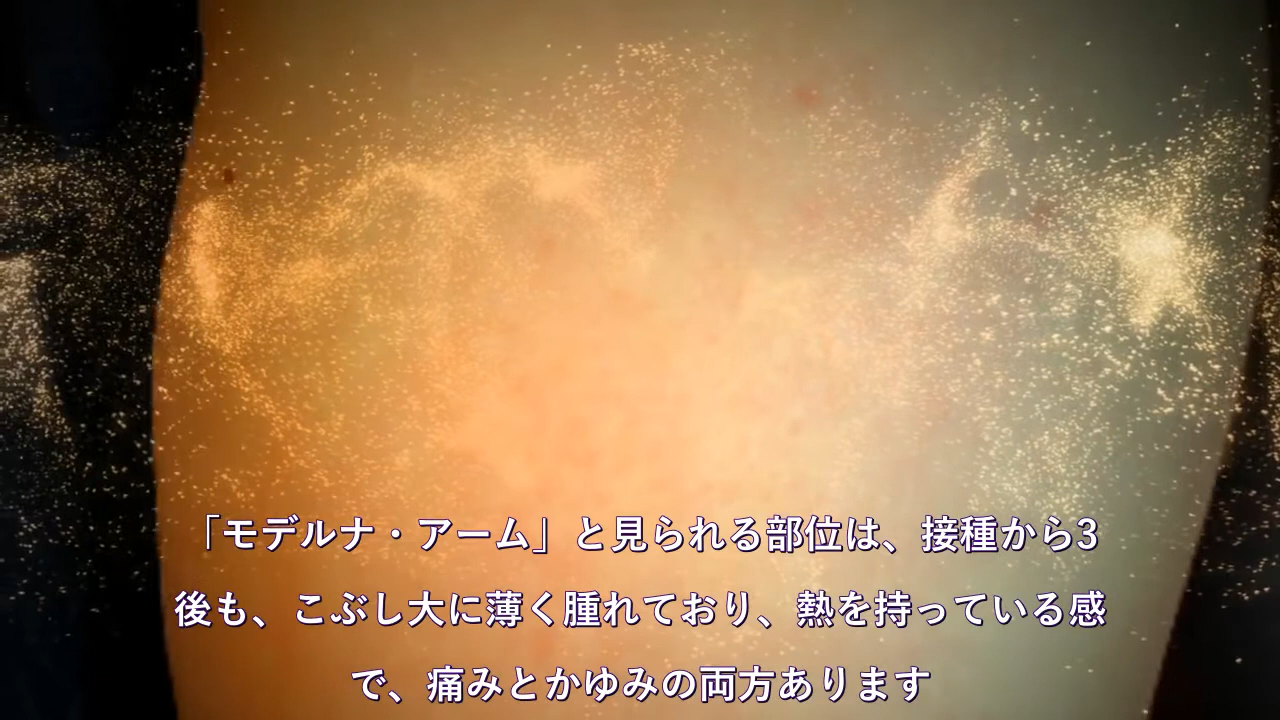 「モデルナ・アーム」と見られる部位は、接種から3
後も、こぶし大に薄く腫れており、熱を持っている感
で、痛みとかゆみの両方あります